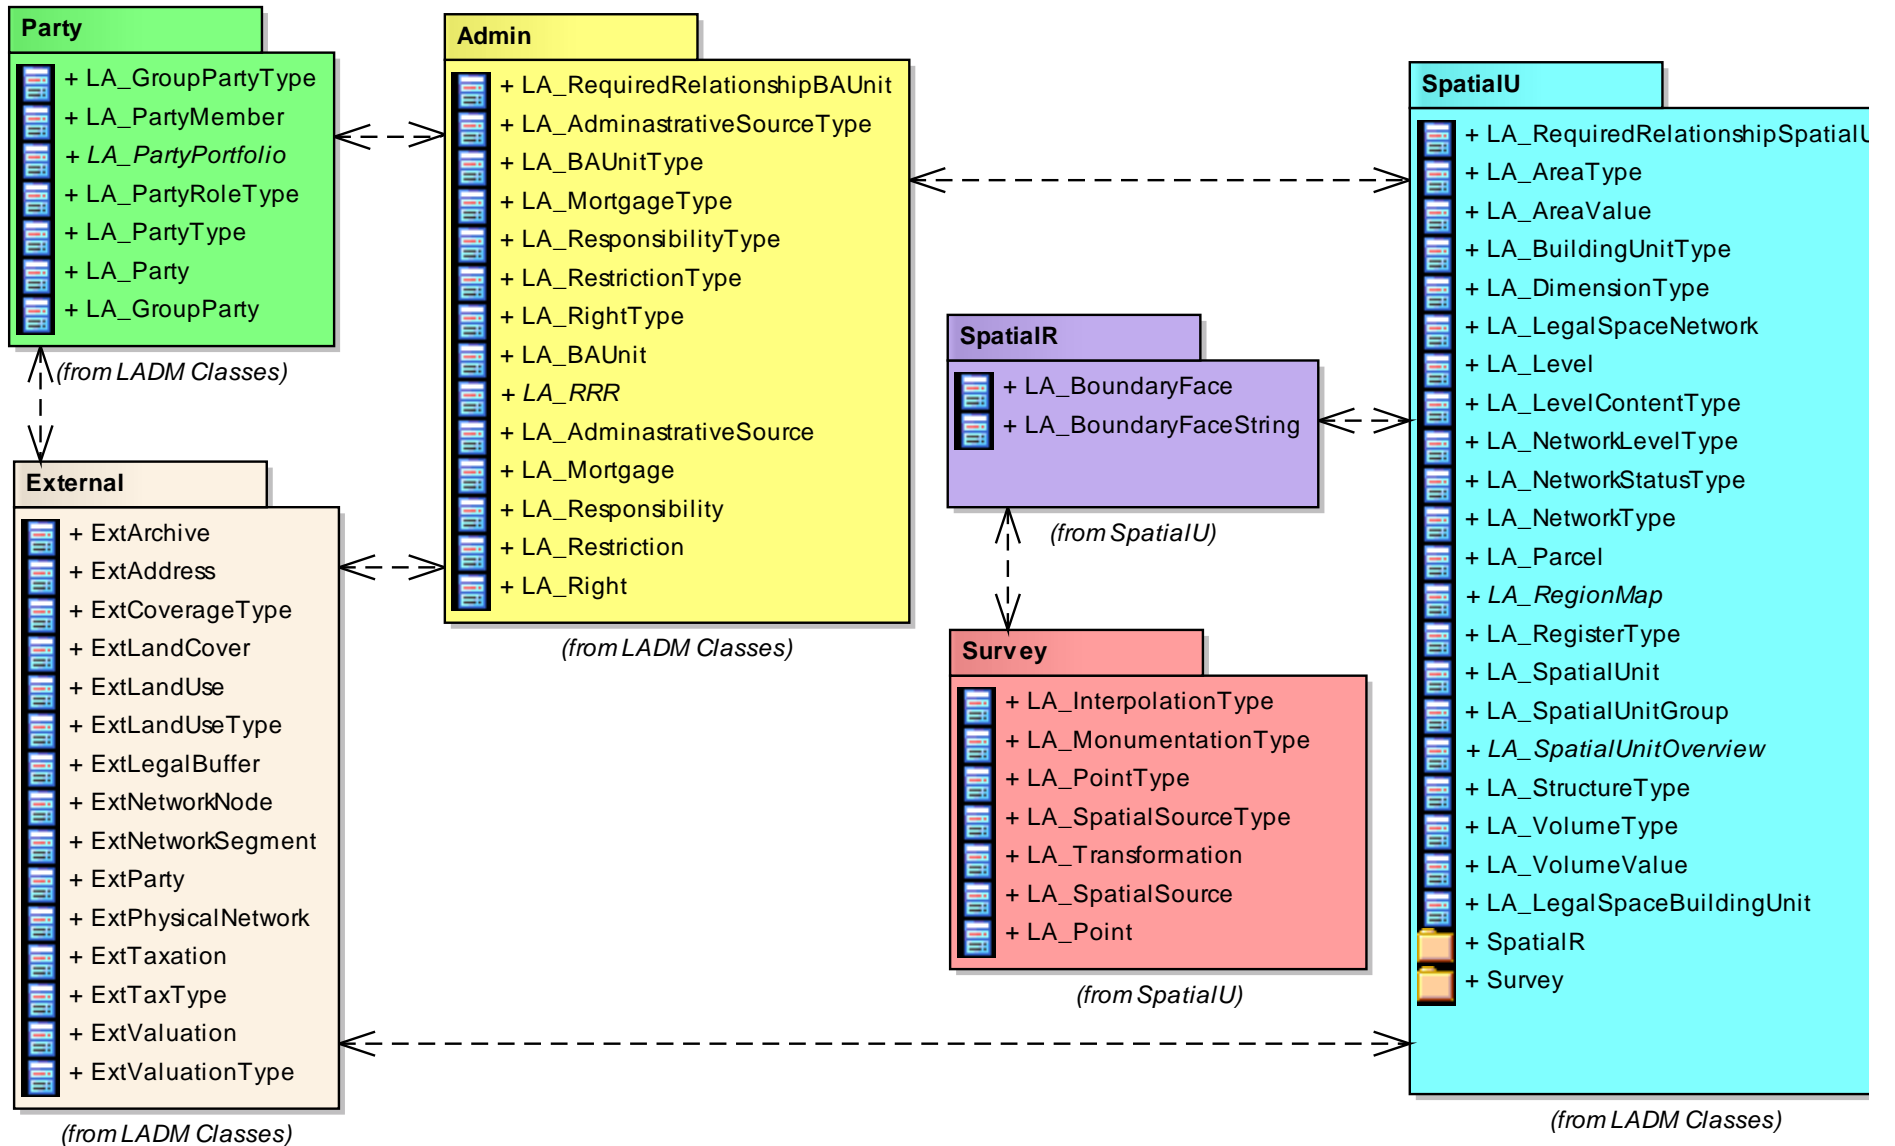 Party
+ LA_GroupPartyType
+ LA_PartyMember
+ LA_PartyPortfolio
+ LA_PartyRoleType
+ LA_PartyType
+ LA_Party
+ LA_GroupParty
(from LADM Classes)
Admin
+ LA_RequiredRelationshipBAUnit
+ LA_AdminastrativeSourceType
+ LA_BAUnitType
+ LA_MortgageType
+ LA_ResponsibilityType
+ LA_RestrictionType
+ LA_RightType
+ LA_BAUnit
+ LA_RRR
+ LA_AdminastrativeSource
+ LA_Mortgage
+ LA_Responsibility
+ LA_Restriction
+ LA_Right
(from LADM Classes)
External
+ ExtArchive
+ ExtAddress
+ ExtCoverageType
+ ExtLandCover
+ ExtLandUse
+ ExtLandUseType
+ ExtLegalBuffer
+ ExtNetworkNode
+ ExtNetworkSegment
+ ExtParty
+ ExtPhysicalNetwork
+ ExtTaxation
+ ExtTaxType
+ ExtValuation
+ ExtValuationType
(from LADM Classes)
SpatialR
+ LA_BoundaryFace
+ LA_BoundaryFaceString
(from SpatialU)
Survey
+ LA_InterpolationType
+ LA_MonumentationType
+ LA_PointType
+ LA_SpatialSourceType
+ LA_Transformation
+ LA_SpatialSource
+ LA_Point
(from SpatialU)
SpatialU
+ LA_RequiredRelationshipSpatialU
+ LA_AreaType
+ LA_AreaValue
+ LA_BuildingUnitType
+ LA_DimensionType
+ LA_LegalSpaceNetwork
+ LA_Level
+ LA_LevelContentType
+ LA_NetworkLevelType
+ LA_NetworkStatusType
+ LA_NetworkType
+ LA_Parcel
+ LA_RegionMap
+ LA_RegisterType
+ LA_SpatialUnit
+ LA_SpatialUnitGroup
+ LA_SpatialUnitOverview
+ LA_StructureType
+ LA_VolumeType
+ LA_VolumeValue
+ LA_LegalSpaceBuildingUnit
+ SpatialR
+ Survey
(from LADM Classes)